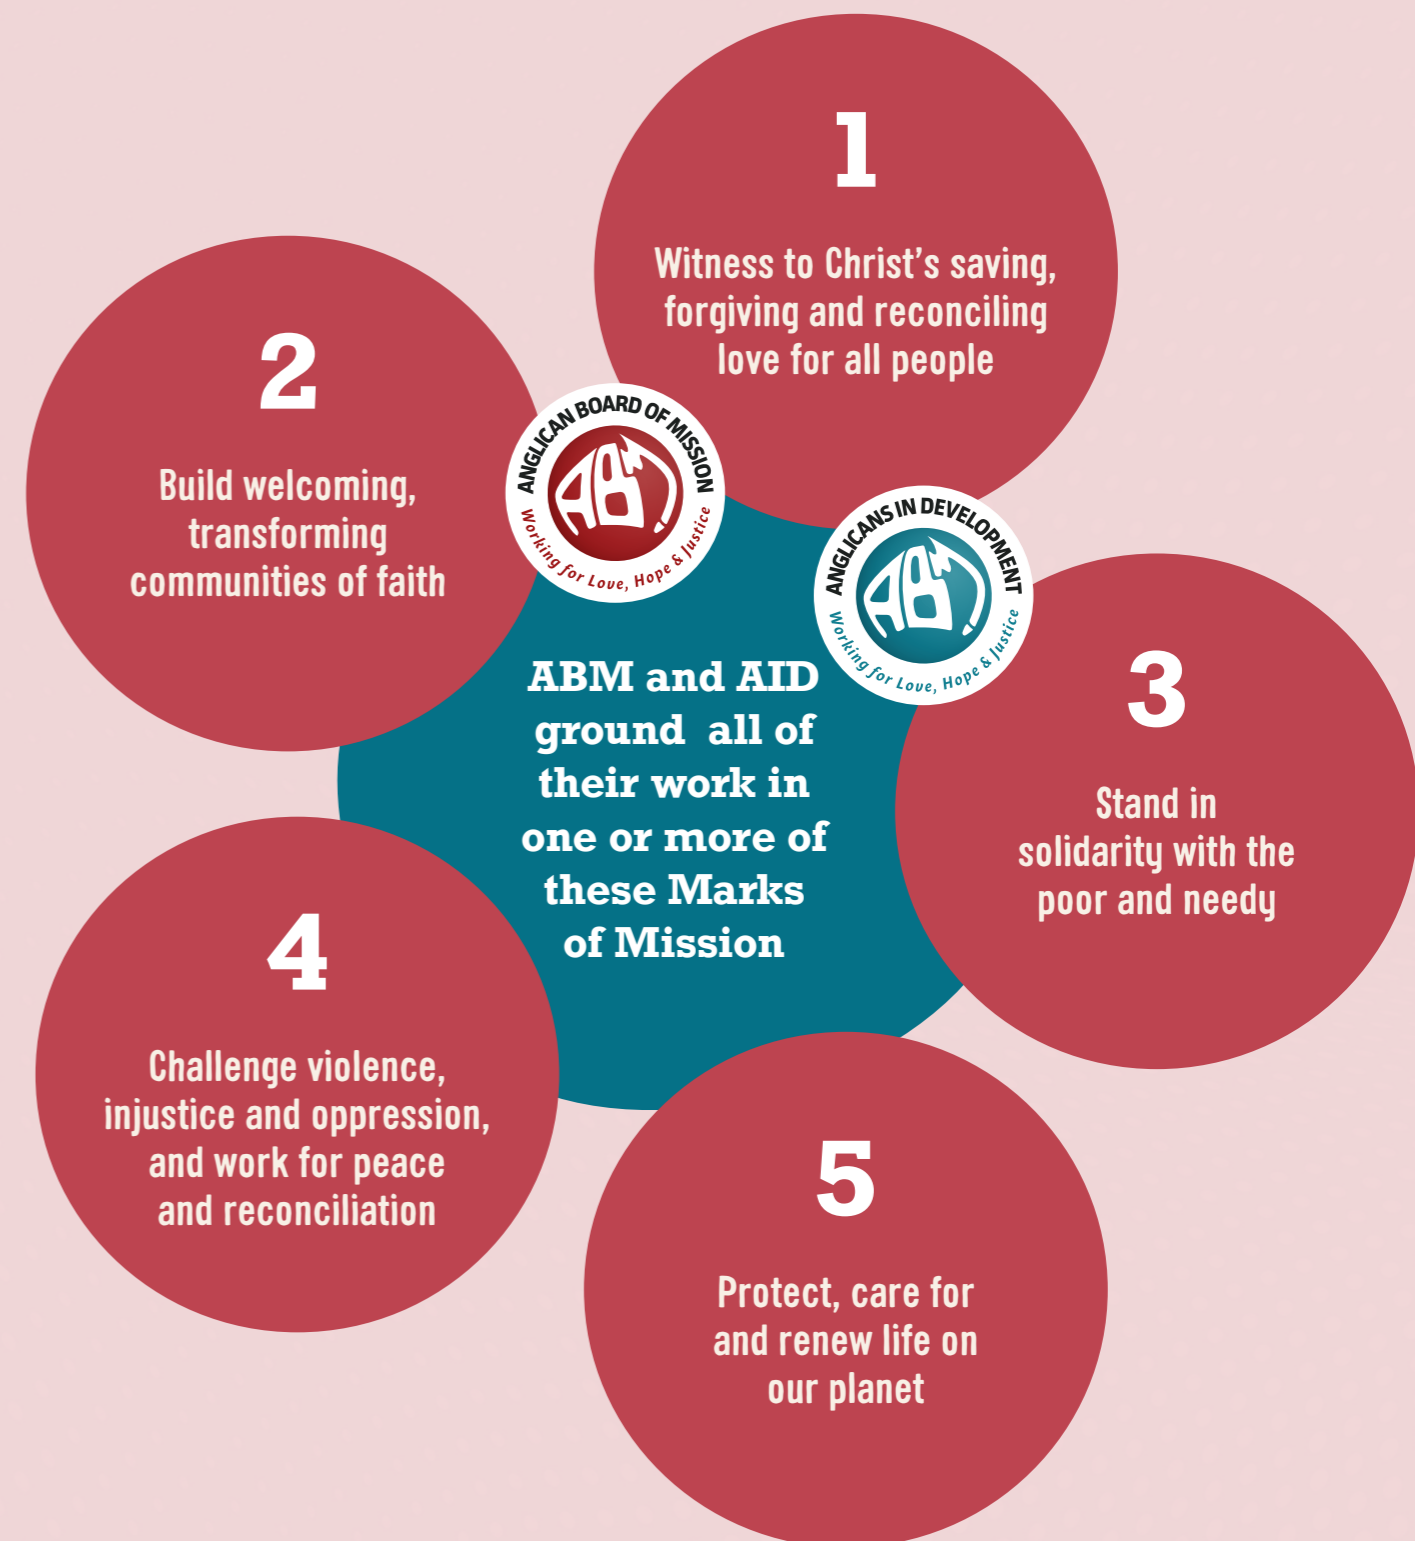 1
Witness to Christ's saving,
forgiving and reconciling
love for all people
2
Build welcoming,
transforming
communities of faith
ANGLICAN BOARD OF MISSION
ABM
Working for Love, Hope & Justice
ANGLICANS IN DEVELOPMENT
ABM
Working for Love, Hope & Justice
ABM and AID
ground all of
their work in
one or more of
these Marks
of Mission
3
Stand in
solidarity with the
poor and needy
4
Challenge violence,
injustice and oppression,
and work for peace
and reconciliation
5
Protect, care for
and renew life on
our planet